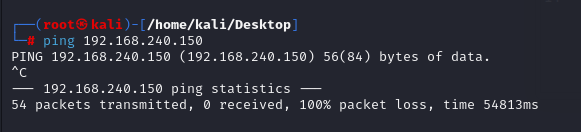 ┌──(root㉿kali)-[/home/kali/Desktop]
└─# ping 192.168.240.150
PING 192.168.240.150 (192.168.240.150) 56(84) bytes of data.
^C
--- 192.168.240.150 ping statistics ---
54 packets transmitted, 0 received, 100% packet loss, time 54813ms